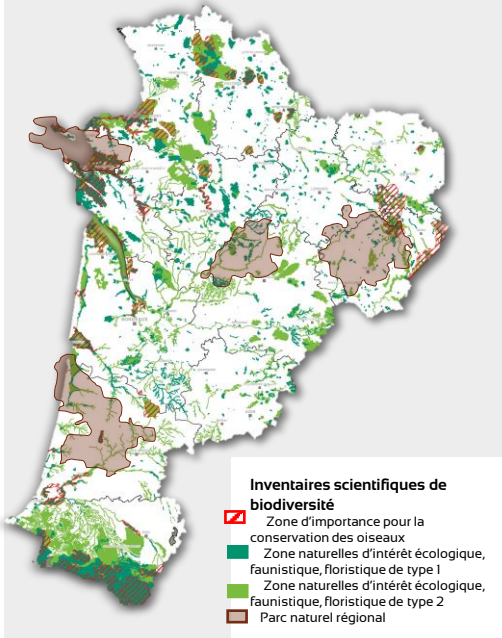 Inventaires scientifiques de
biodiversité
Zone d'importance pour la
conservation des oiseaux
Zone naturelles d'intérêt écologique,
faunistique, floristique de type 1
Zone naturelles d'intérêt écologique,
faunistique, floristique de type 2
Parc naturel régional